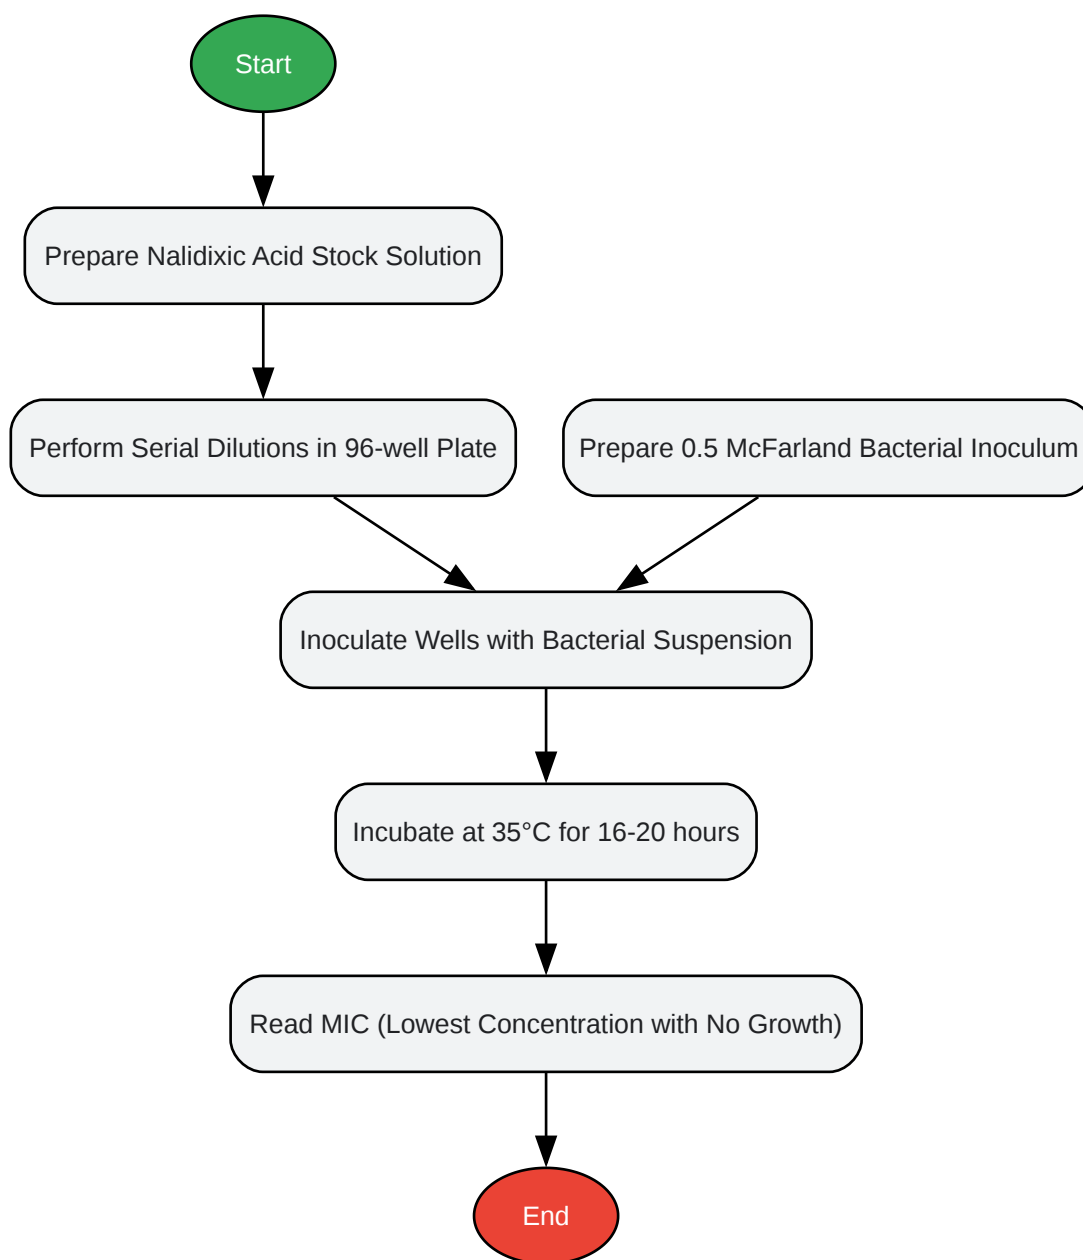 Start
Prepare Nalidixic Acid Stock Solution
Perform Serial Dilutions in 96-well Plate
Prepare 0.5 McFarland Bacterial Inoculum
Inoculate Wells with Bacterial Suspension
Incubate at 35°C for 16-20 hours
Read MIC (Lowest Concentration with No Growth)
End